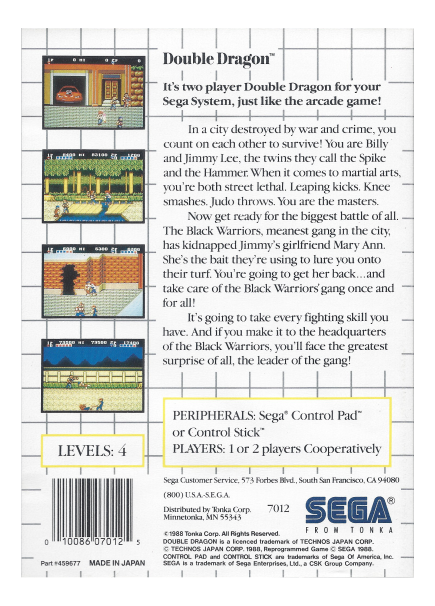 Double Dragon™
It's two player Double Dragon for your
Sega System, just like the arcade game!
In a city destroyed by war and crime, you
count on each other to survive! You are Billy
and Jimmy Lee, the twins they call the Spike
and the Hammer. When it comes to martial arts,
you're both street lethal. Leaping kicks. Knee
smashes. Judo throws. You are the masters.
Now get ready for the biggest battle of all.
The Black Warriors, meanest gang in the city,
has kidnapped Jimmy's girlfriend Mary Ann.
She's the bait they're using to lure you onto
their turf. You're going to get her back...and
take care of the Black Warriors' gang once and
for all!
It's going to take every fighting skill you
have. And if you make it to the headquarters
of the Black Warriors, you'll face the greatest
surprise of all, the leader of the gang!
PERIPHERALS: Sega® Control Pad™
or Control Stick™
PLAYERS: 1 or 2 players Cooperatively
LEVELS: 4
Sega Customer Service, 573 Forbes Blvd., South San Francisco, CA 94080
(800) U.S.A.-S.E.G.A.
Distributed by Tonka Corp. 7012
Minnetonka, MN 55343
SEGA®
FROM TONKA
©1988 Tonka Corp. All Rights Reserved.
DOUBLE DRAGON is a licenced trademark of TECHNOS JAPAN CORP.
© TECHNOS JAPAN CORP. 1988, Reprogrammed Game © SEGA 1988.
CONTROL PAD and CONTROL STICK are trademarks of Sega Of America, Inc.
SEGA is a trademark of Sega Enterprises, Ltd., a CSK Group Company.
0 10086 07012 5
Part #459677 MADE IN JAPAN